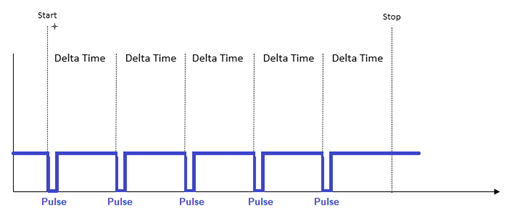 Start
Stop
Delta Time Delta Time Delta Time Delta Time Delta Time
Pulse Pulse Pulse Pulse Pulse